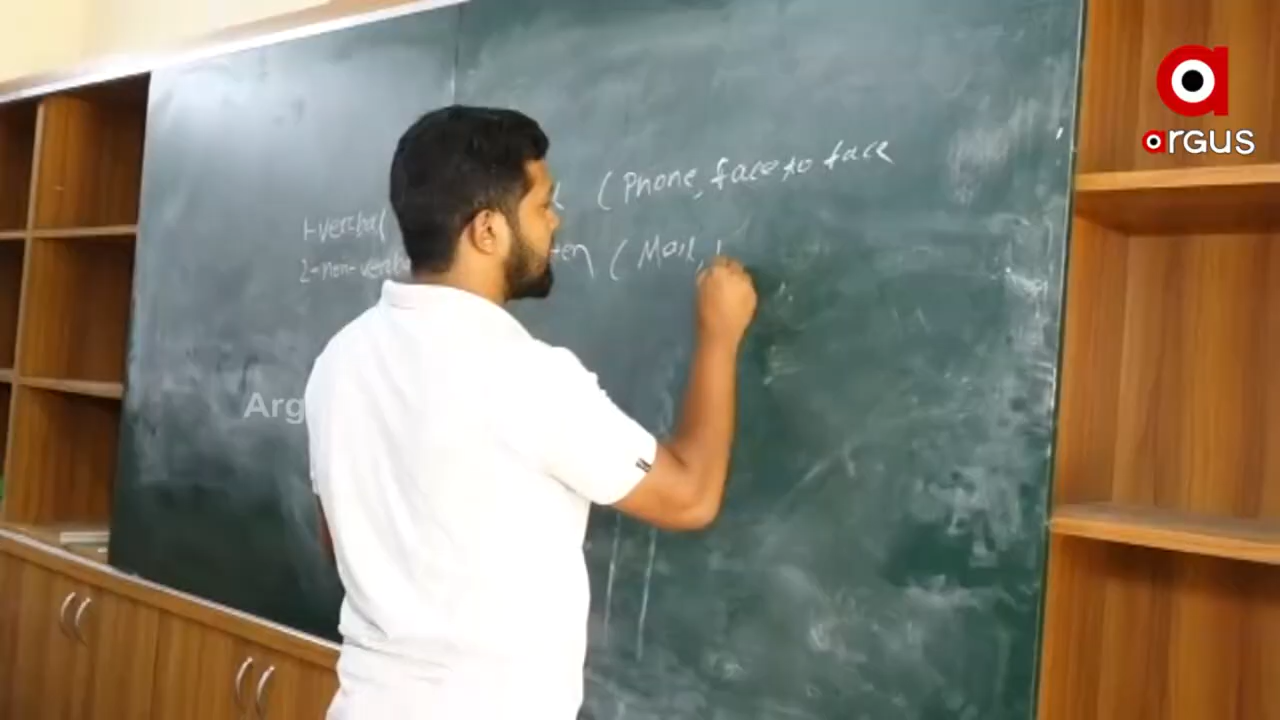 argus
1-verbal
(Phone, face to face
2-non-verbal
(Mail,
Arg